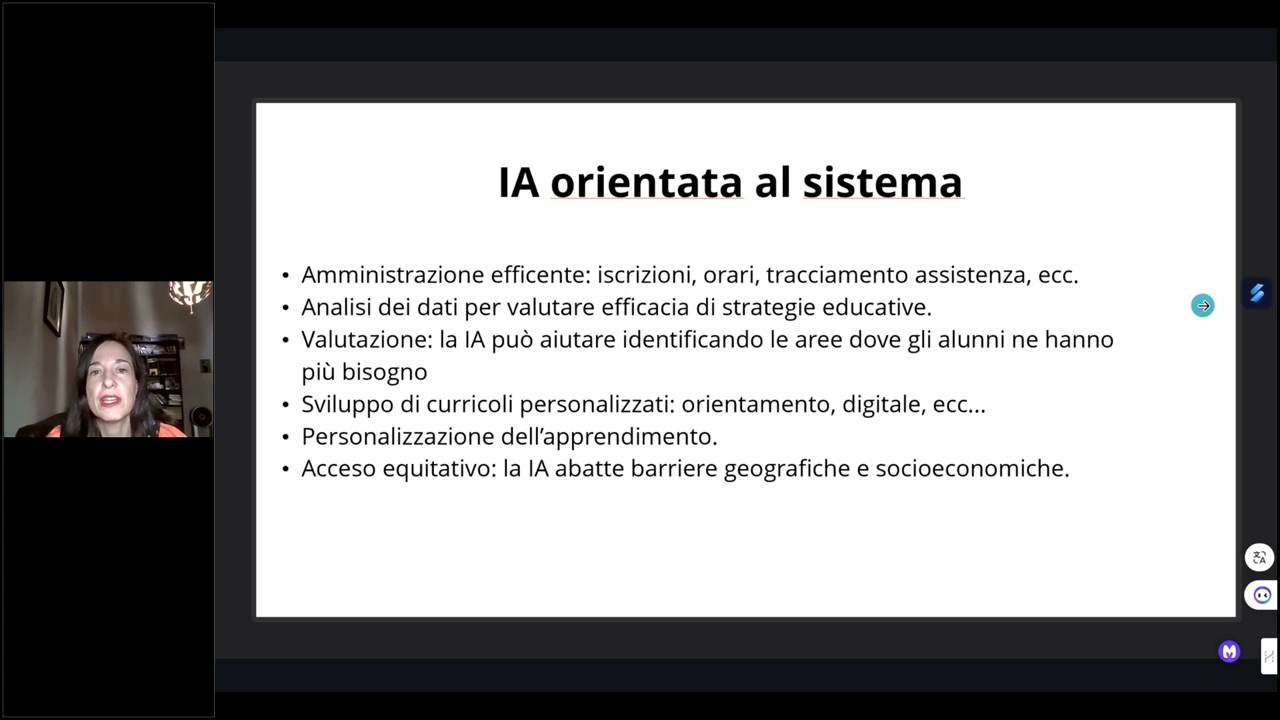 IA orientata al sistema
• Amministrazione efficente: iscrizioni, orari, tracciamento assistenza, ecc.
• Analisi dei dati per valutare efficacia di strategie educative.
• Valutazione: la IA può aiutare identificando le aree dove gli alunni ne hanno
più bisogno
• Sviluppo di curricoli personalizzati: orientamento, digitale, ecc...
• Personalizzazione dell’apprendimento.
• Acceso equitativo: la IA abatte barriere geografiche e socioeconomiche.